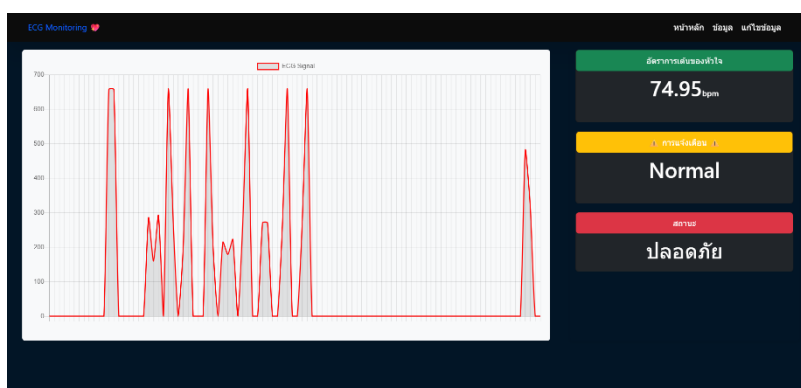 ECG Monitoring 💖
หน้าหลัก ข้อมูล แก้ไขข้อมูล
ECG Signal
700
600
500
400
300
200
100
0
อัตราการเต้นของหัวใจ
74.95bpm
การแจ้งเตือน
Normal
สถานะ
ปลอดภัย